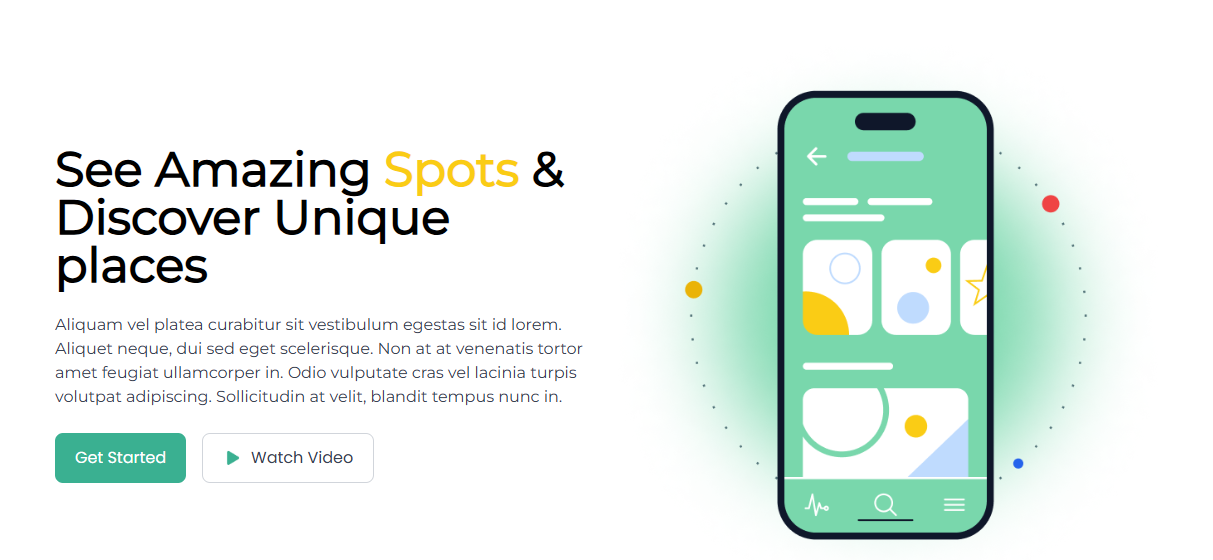 See Amazing Spots &
Discover Unique
places
Aliquam vel platea curabitur sit vestibulum egestas sit id lorem.
Aliquet neque, dui sed eget scelerisque. Non at at venenatis tortor
amet feugiat ullamcorper in. Odio vulputate cras vel lacinia turpis
volutpat adipiscing. Sollicitudin at velit, blandit tempus nunc in.
Get Started
Watch Video